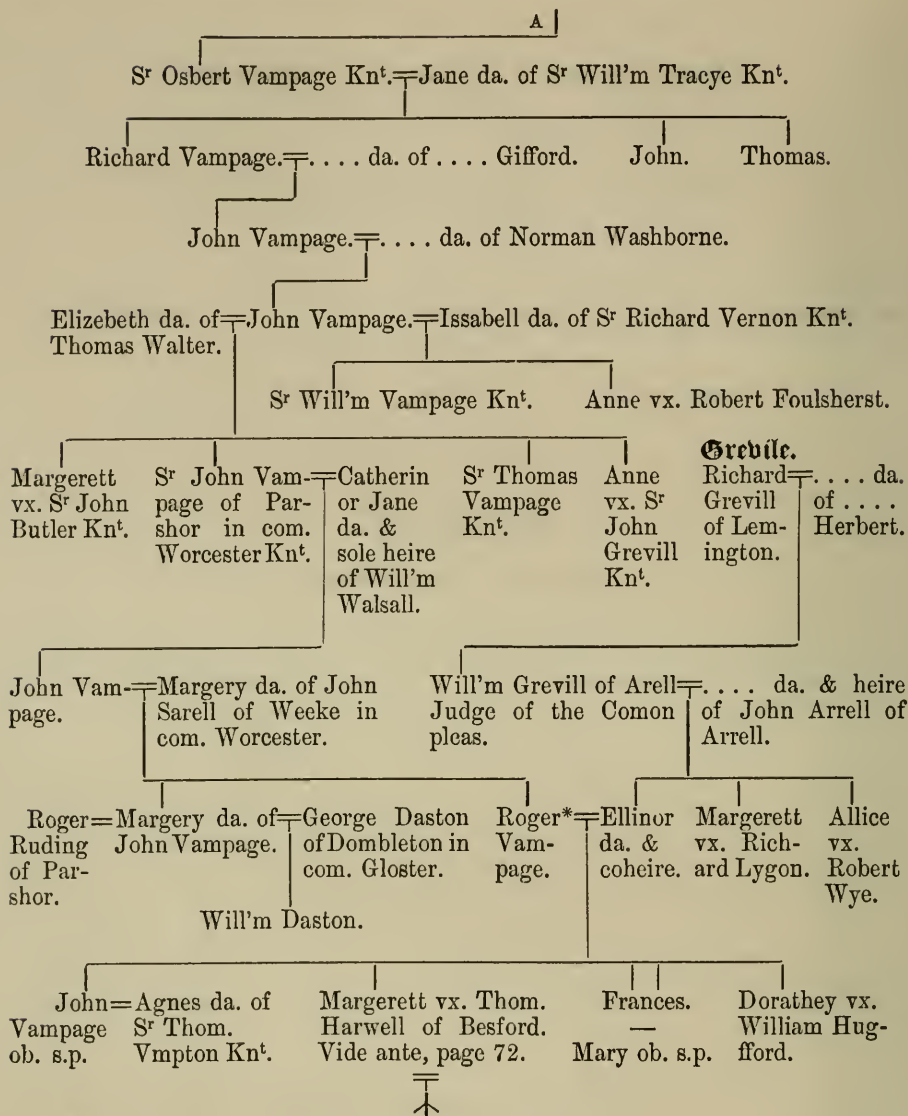 A
Sʳ Osbert Vampage Knᵗ.=Jane da. of Sʳ Will'm Tracye Knᵗ.
Richard Vampage.=. . . . da. of . . . . Gifford. John. Thomas.
John Vampage.=. . . . da. of Norman Washborne.
Elizebeth da. of=John Vampage.=Issabell da. of Sʳ Richard Vernon Knᵗ.
Thomas Walter.
Sʳ Will'm Vampage Knᵗ. Anne vx. Robert Foulsherst.
Margerett
vx. Sʳ John
Butler Knᵗ.
Sʳ John Vam-
page of Par-
shor in com.
Worcester Knᵗ.
=Catherin
or Jane
da. &
sole heire
of Will'm
Walsall.
Sʳ Thomas
Vampage
Knᵗ.
Anne
vx. Sʳ
John
Grevill
Knᵗ.
Grevile.
Richard
Grevill
of Lem-
ington.
=. . . . da.
of . . . .
Herbert.
John Vam-
page.
=Margery da. of John
Sarell of Weeke in
com. Worcester.
Will'm Grevill of Arell
Judge of the Comon
pleas.
=. . . . da. & heire
of John Arrell of
Arrell.
Roger
Ruding
of Par-
shor.
=Margery da. of
John Vampage.
=George Daston
of Dombleton in
com. Gloster.
Roger*
Vam-
page.
=Ellinor
da. &
coheire.
Margerett
vx. Rich-
ard Lygon.
Allice
vx.
Robert
Wye.
Will'm Daston.
John
Vampage
ob. s.p.
=Agnes da. of
Sʳ Thom.
Vmpton Knᵗ.
Margerett vx. Thom.
Harwell of Besford.
Vide ante, page 72.
Frances.
—
Mary ob. s.p.
Dorathey vx.
William Hug-
fford.